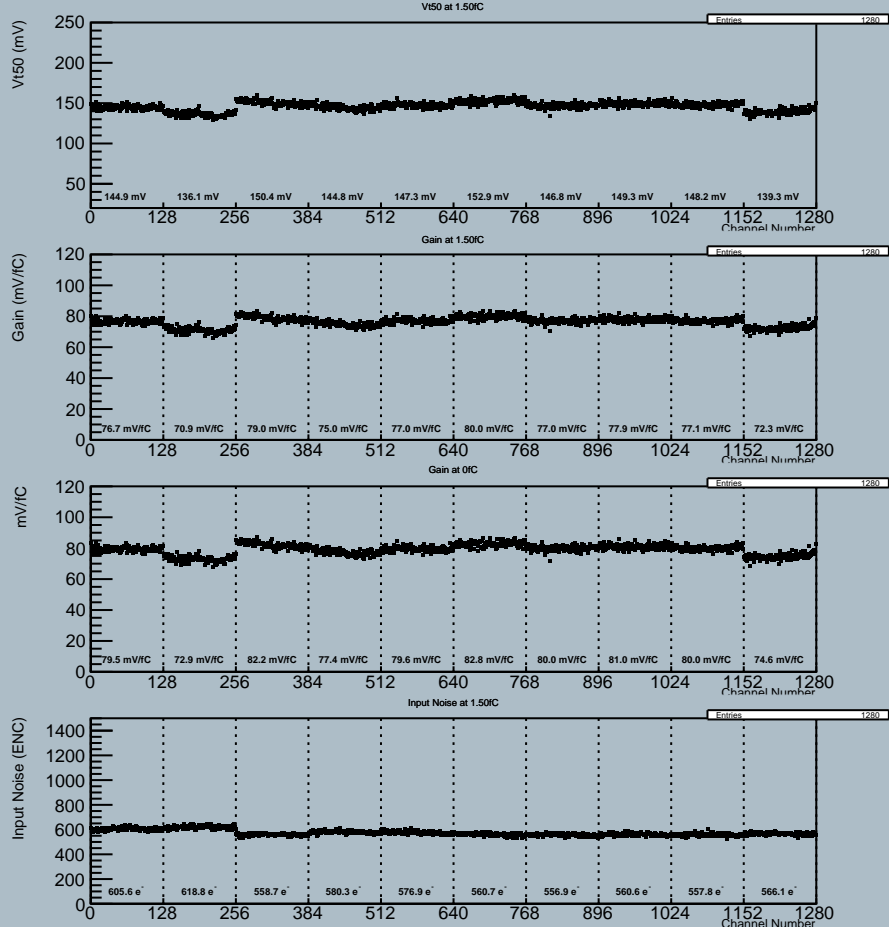 Vt50 at 1.50fC
Entries 1280
Vt50 (mV)
250
200
150
100
50
144.9 mV 136.1 mV 150.4 mV 144.8 mV 147.3 mV 152.9 mV 146.8 mV 149.3 mV 148.2 mV 139.3 mV
0 128 256 384 512 640 768 896 1024 1152 1280
Channel Number
Gain at 1.50fC
Entries 1280
Gain (mV/fC)
120
100
80
60
40
20
0
76.7 mV/fC 70.9 mV/fC 79.0 mV/fC 75.0 mV/fC 77.0 mV/fC 80.0 mV/fC 77.0 mV/fC 77.9 mV/fC 77.1 mV/fC 72.3 mV/fC
0 128 256 384 512 640 768 896 1024 1152 1280
Channel Number
Gain at 0fC
Entries 1280
mV/fC
120
100
80
60
40
20
0
79.5 mV/fC 72.9 mV/fC 82.2 mV/fC 77.4 mV/fC 79.6 mV/fC 82.8 mV/fC 80.0 mV/fC 81.0 mV/fC 80.0 mV/fC 74.6 mV/fC
0 128 256 384 512 640 768 896 1024 1152 1280
Channel Number
Input Noise at 1.50fC
Entries 1280
Input Noise (ENC)
1400
1200
1000
800
600
400
200
0
605.6 e⁻ 618.8 e⁻ 558.7 e⁻ 580.3 e⁻ 576.9 e⁻ 560.7 e⁻ 556.9 e⁻ 560.6 e⁻ 557.8 e⁻ 566.1 e⁻
0 128 256 384 512 640 768 896 1024 1152 1280
Channel Number